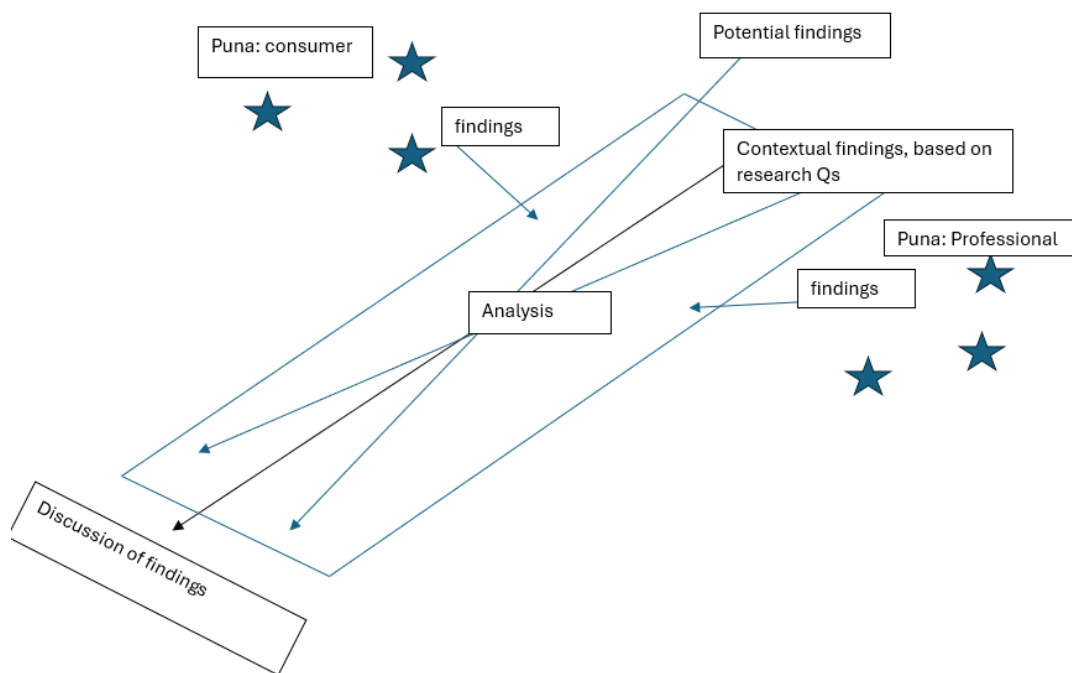 Potential findings
Puna: consumer
findings
Contextual findings, based on
research Qs
Puna: Professional
findings
Analysis
Discussion of findings